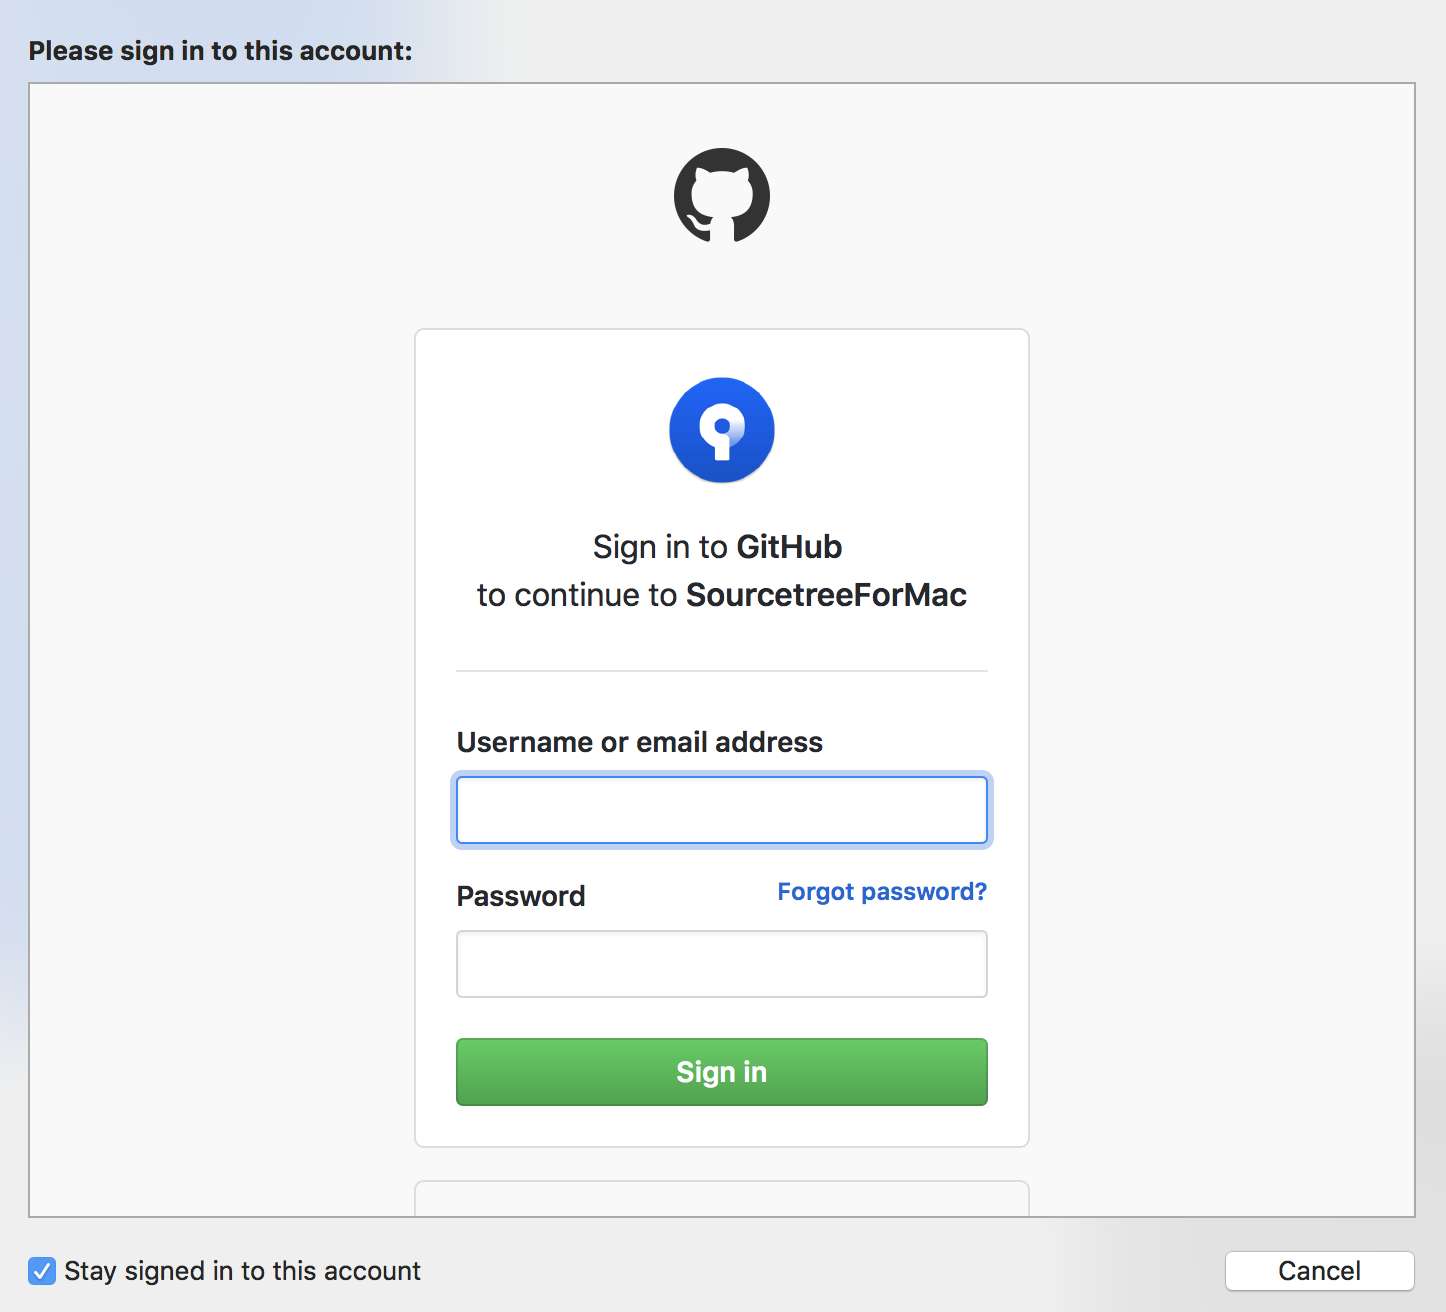 Please sign in to this account:
Sign in to GitHub
to continue to SourcetreeForMac
Username or email address
Password
Forgot password?
Sign in
Stay signed in to this account
Cancel